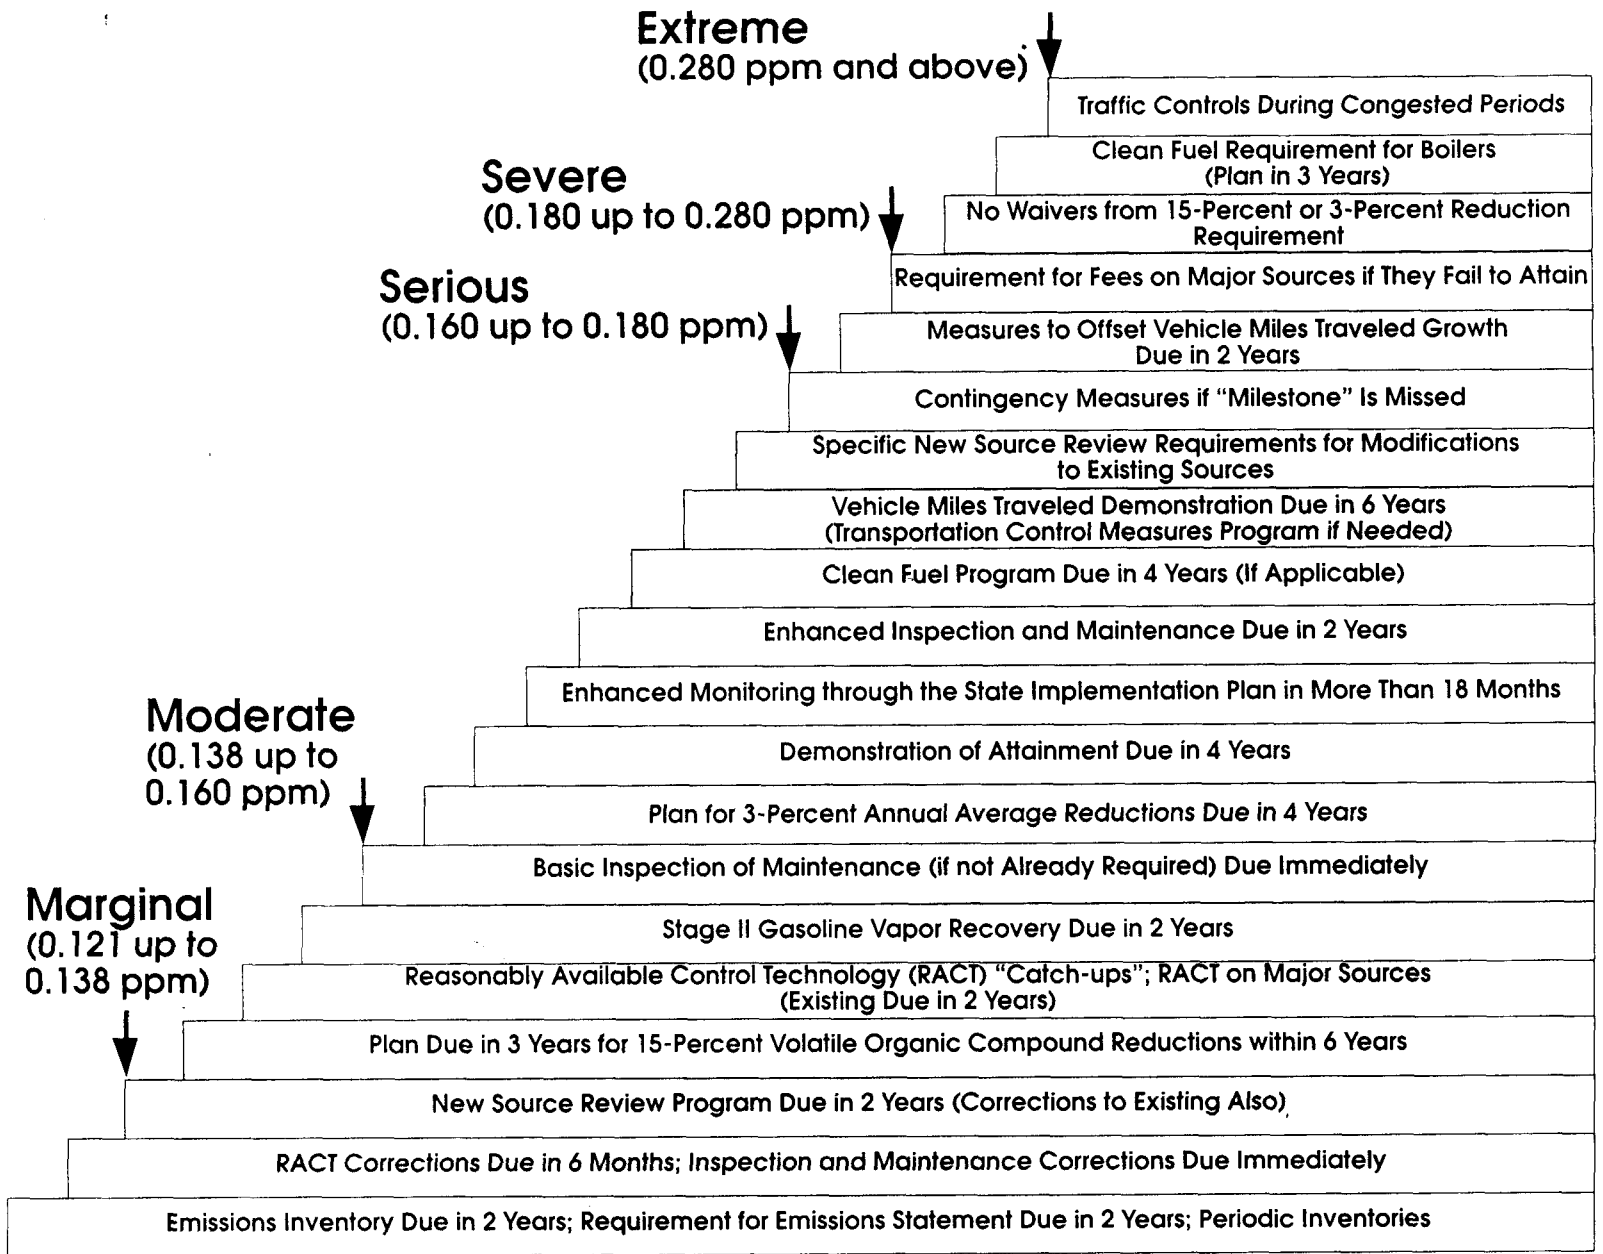 Extreme
(0.280 ppm and above)
Traffic Controls During Congested Periods
Clean Fuel Requirement for Boilers
(Plan in 3 Years)
Severe
(0.180 up to 0.280 ppm)
No Waivers from 15-Percent or 3-Percent Reduction
Requirement
Requirement for Fees on Major Sources if They Fail to Attain
Serious
(0.160 up to 0.180 ppm)
Measures to Offset Vehicle Miles Traveled Growth
Due in 2 Years
Contingency Measures if “Milestone” Is Missed
Specific New Source Review Requirements for Modifications
to Existing Sources
Vehicle Miles Traveled Demonstration Due in 6 Years
(Transportation Control Measures Program if Needed)
Clean Fuel Program Due in 4 Years (If Applicable)
Enhanced Inspection and Maintenance Due in 2 Years
Enhanced Monitoring through the State Implementation Plan in More Than 18 Months
Moderate
(0.138 up to
0.160 ppm)
Demonstration of Attainment Due in 4 Years
Plan for 3-Percent Annual Average Reductions Due in 4 Years
Basic Inspection of Maintenance (if not Already Required) Due Immediately
Marginal
(0.121 up to
0.138 ppm)
Stage II Gasoline Vapor Recovery Due in 2 Years
Reasonably Available Control Technology (RACT) “Catch-ups”; RACT on Major Sources
(Existing Due in 2 Years)
Plan Due in 3 Years for 15-Percent Volatile Organic Compound Reductions within 6 Years
New Source Review Program Due in 2 Years (Corrections to Existing Also)
RACT Corrections Due in 6 Months; Inspection and Maintenance Corrections Due Immediately
Emissions Inventory Due in 2 Years; Requirement for Emissions Statement Due in 2 Years; Periodic Inventories